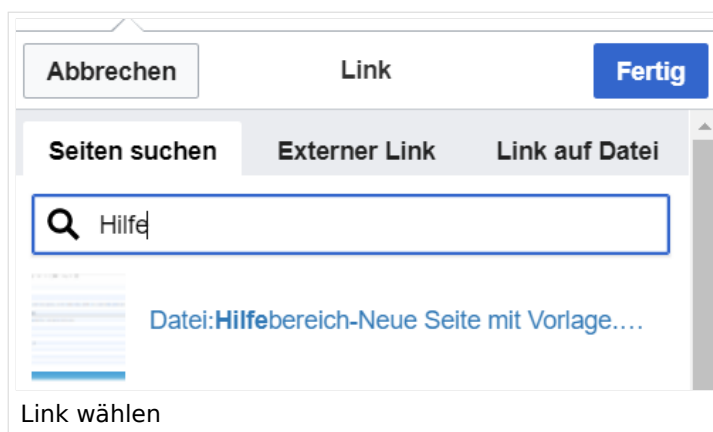 Abbrechen Link Fertig
Seiten suchen Externer Link Link auf Datei
Hilfe
Datei:Hilfebereich-Neue Seite mit Vorlage....
Link wählen